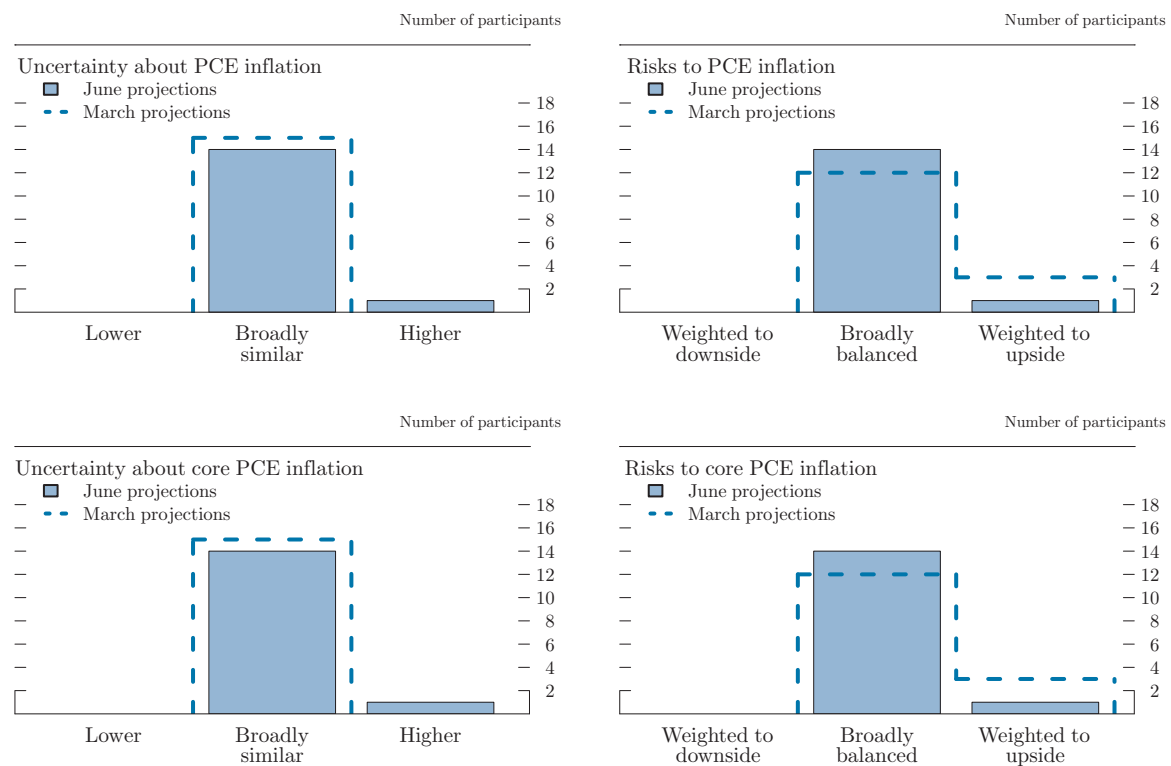 Number of participants
Uncertainty about PCE inflation
June projections
March projections
18
16
14
12
10
8
6
4
2
Lower
Broadly
similar
Higher
Number of participants
Risks to PCE inflation
June projections
March projections
18
16
14
12
10
8
6
4
2
Weighted to
downside
Broadly
balanced
Weighted to
upside
Number of participants
Uncertainty about core PCE inflation
June projections
March projections
18
16
14
12
10
8
6
4
2
Lower
Broadly
similar
Higher
Number of participants
Risks to core PCE inflation
June projections
March projections
18
16
14
12
10
8
6
4
2
Weighted to
downside
Broadly
balanced
Weighted to
upside